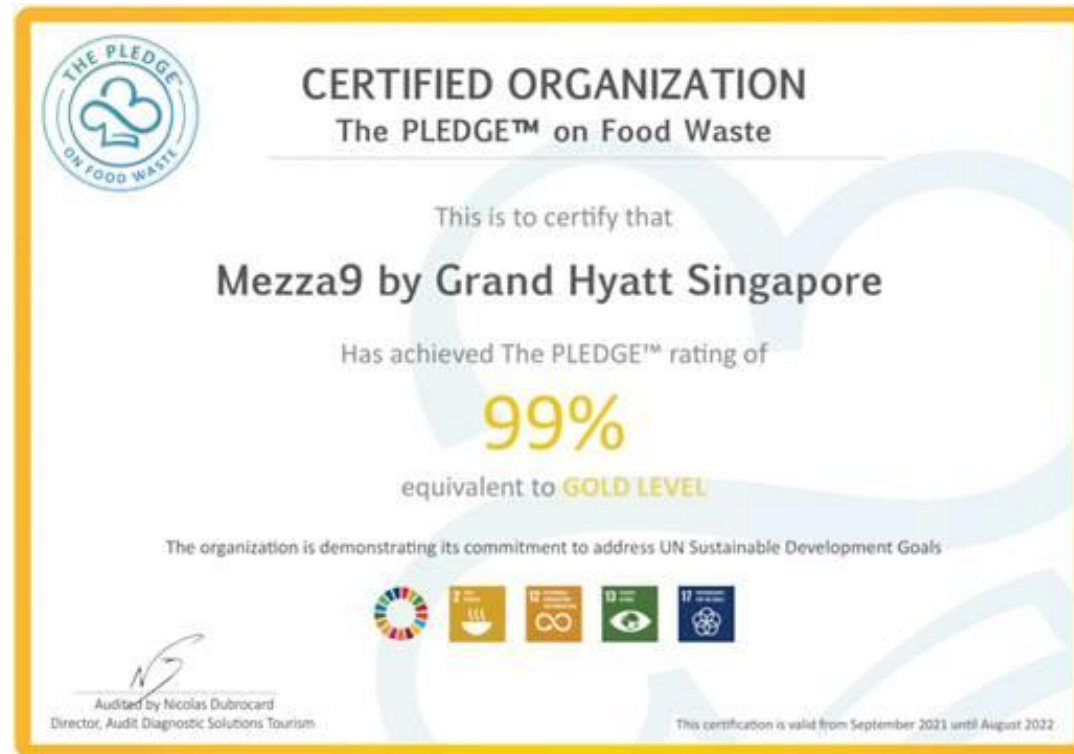 THE PLEDGE™
ON FOOD WASTE
CERTIFIED ORGANIZATION
The PLEDGE™ on Food Waste
This is to certify that
Mezza9 by Grand Hyatt Singapore
Has achieved The PLEDGE™ rating of
99%
equivalent to GOLD LEVEL
The organization is demonstrating its commitment to address UN Sustainable Development Goals
2
12
13
17
Audited by Nicolas Dubrocard
Director, Audit Diagnostic Solutions Tourism
This certification is valid from September 2021 until August 2022